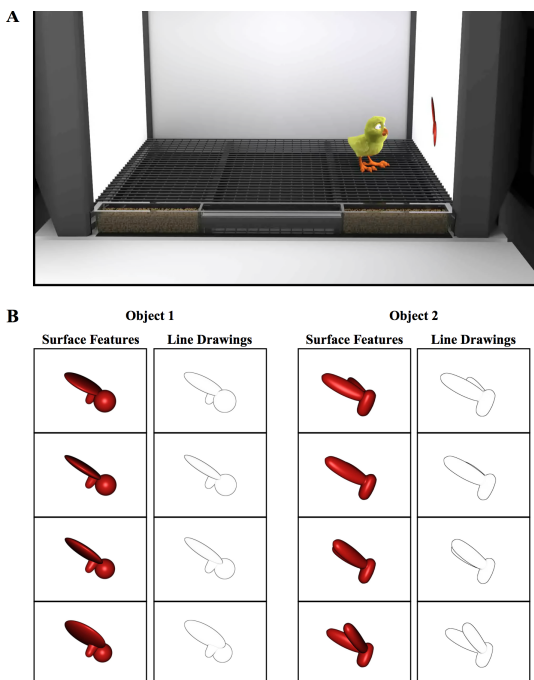 A
B
Object 1
Object 2
Surface Features
Line Drawings
Surface Features
Line Drawings